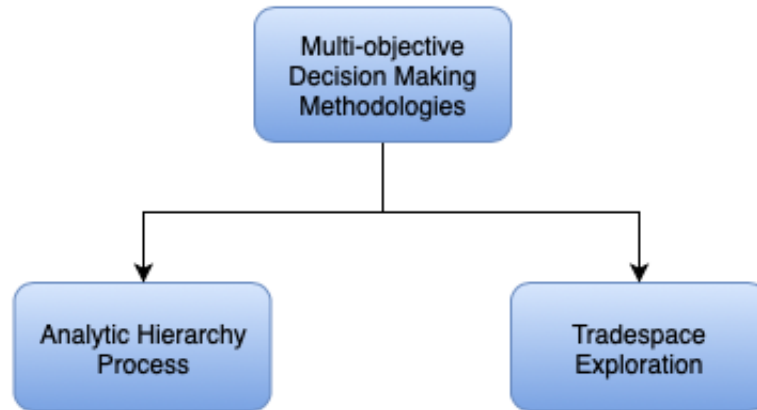 Multi-objective
Decision Making
Methodologies
Analytic Hierarchy
Process
Tradespace
Exploration